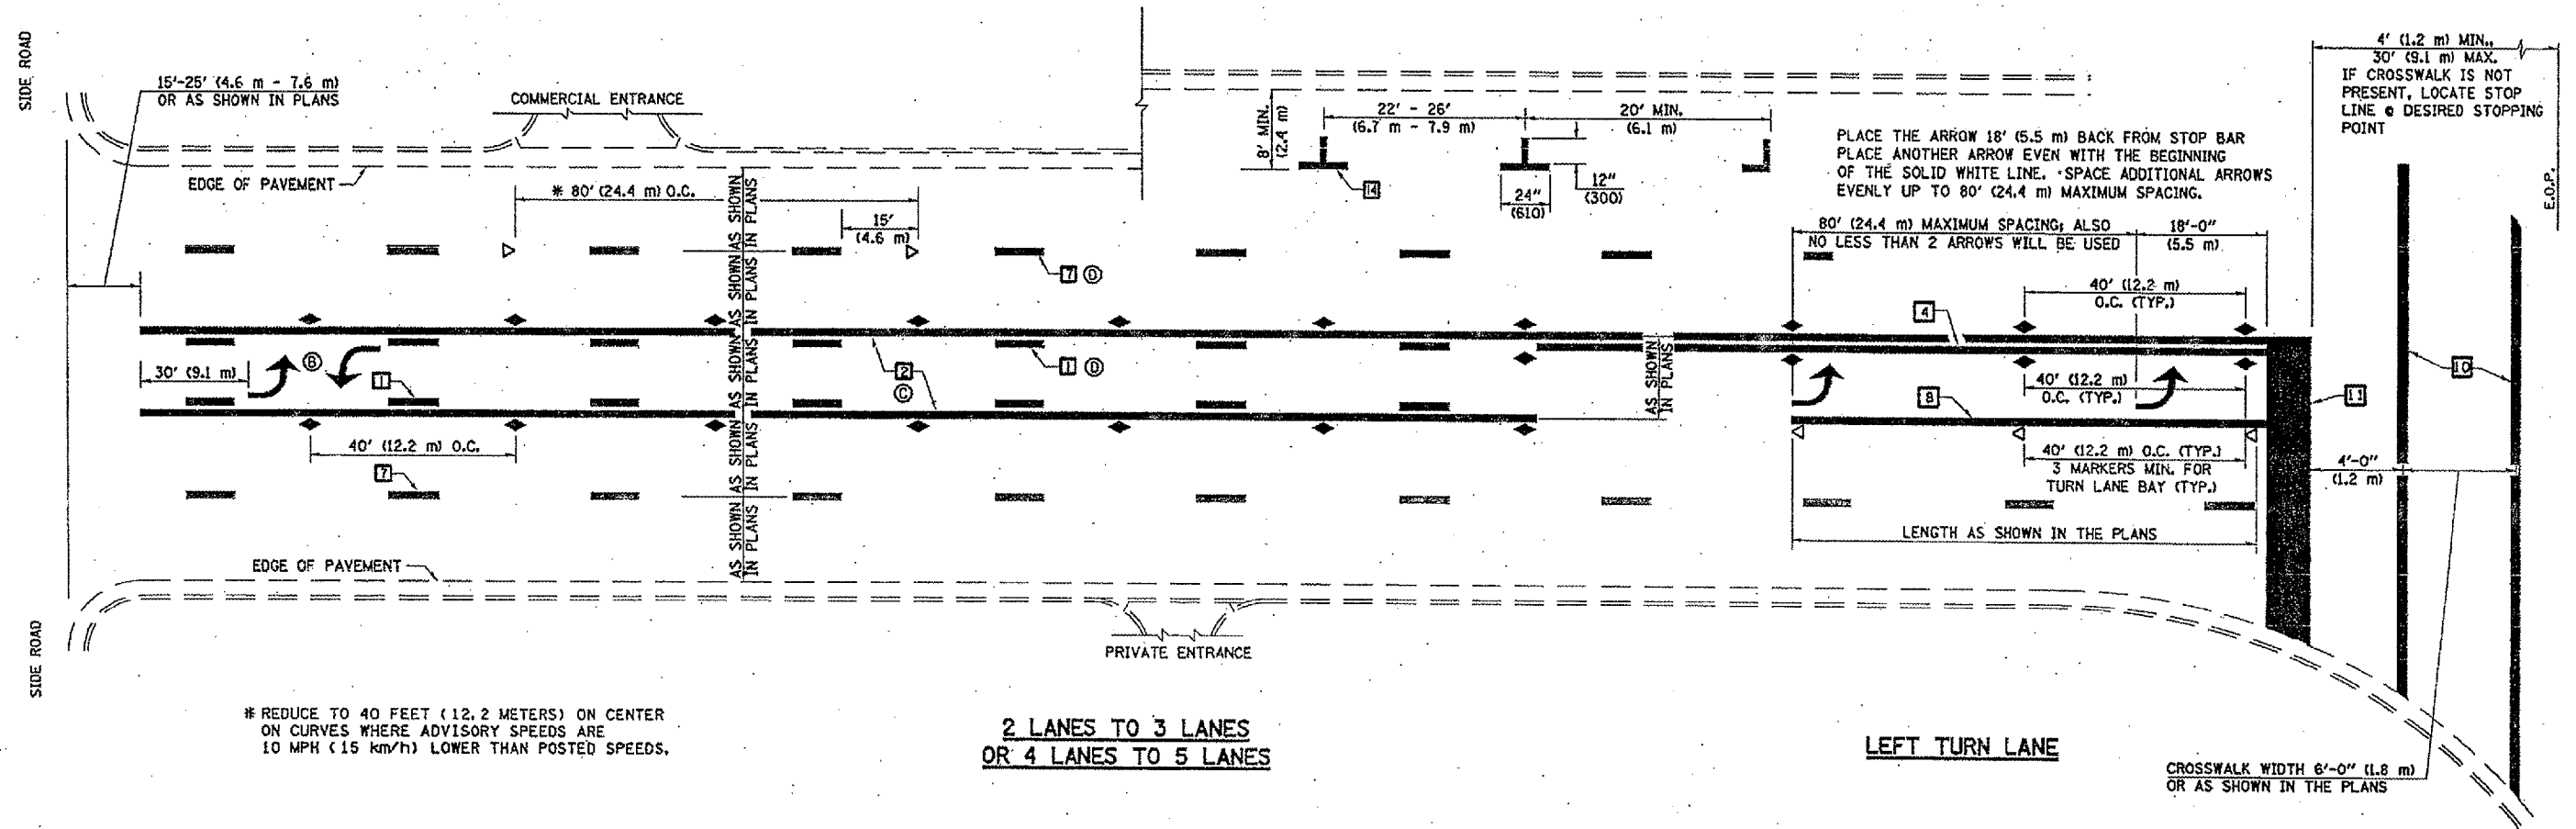 SIDE ROAD
15'-25' (4.6 m - 7.6 m)
OR AS SHOWN IN PLANS
COMMERCIAL ENTRANCE
EDGE OF PAVEMENT
* 80' (24.4 m) O.C.
15'
(4.6 m)
AS SHOWN
IN PLANS
AS SHOWN
IN PLANS
AS SHOWN
IN PLANS
AS SHOWN
IN PLANS
AS SHOWN
IN PLANS
8' MIN.
(2.4 m)
22' - 26'
(6.7 m - 7.9 m)
20' MIN.
(6.1 m)
14
24"
(610)
12"
(300)
4' (1.2 m) MIN.,
30' (9.1 m) MAX.
IF CROSSWALK IS NOT
PRESENT, LOCATE STOP
LINE @ DESIRED STOPPING
POINT
E.O.P.
PLACE THE ARROW 18' (5.5 m) BACK FROM STOP BAR
PLACE ANOTHER ARROW EVEN WITH THE BEGINNING
OF THE SOLID WHITE LINE. SPACE ADDITIONAL ARROWS
EVENLY UP TO 80' (24.4 m) MAXIMUM SPACING.
80' (24.4 m) MAXIMUM SPACING; ALSO
NO LESS THAN 2 ARROWS WILL BE USED
18'-0"
(5.5 m)
7 D
40' (12.2 m)
O.C. (TYP.)
4
30' (9.1 m)
B
1
2
C
1 D
AS SHOWN
IN PLANS
40' (12.2 m)
O.C. (TYP.)
8
11
10
40' (12.2 m) O.C.
7
40' (12.2 m) O.C. (TYP.)
3 MARKERS MIN. FOR
TURN LANE BAY (TYP.)
4'-0"
(1.2 m)
LENGTH AS SHOWN IN THE PLANS
EDGE OF PAVEMENT
SIDE ROAD
PRIVATE ENTRANCE
* REDUCE TO 40 FEET (12.2 METERS) ON CENTER
ON CURVES WHERE ADVISORY SPEEDS ARE
10 MPH (15 km/h) LOWER THAN POSTED SPEEDS.
2 LANES TO 3 LANES
OR 4 LANES TO 5 LANES
LEFT TURN LANE
CROSSWALK WIDTH 6'-0" (1.8 m)
OR AS SHOWN IN THE PLANS